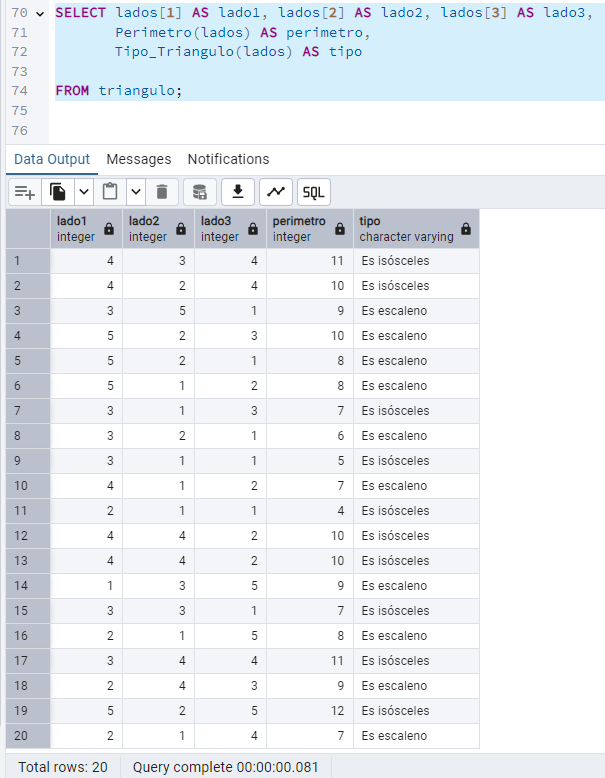 70 SELECT lados[1] AS lado1, lados[2] AS lado2, lados[3] AS lado3,
71 Perimetro(lados) AS perimetro,
72 Tipo_Triangulo(lados) AS tipo
73
74 FROM triangulo;
75
76
Data Output Messages Notifications
SQL
lado1 lado2 lado3 perimetro tipo
integer integer integer integer character varying
1 4 3 4 11 Es isósceles
2 4 2 4 10 Es isósceles
3 3 5 1 9 Es escaleno
4 5 2 3 10 Es escaleno
5 5 2 1 8 Es escaleno
6 5 1 2 8 Es escaleno
7 3 1 3 7 Es isósceles
8 3 2 1 6 Es escaleno
9 3 1 1 5 Es isósceles
10 4 1 2 7 Es escaleno
11 2 1 1 4 Es isósceles
12 4 4 2 10 Es isósceles
13 4 4 2 10 Es isósceles
14 1 3 5 9 Es escaleno
15 3 3 1 7 Es isósceles
16 2 1 5 8 Es escaleno
17 3 4 4 11 Es isósceles
18 2 4 3 9 Es escaleno
19 5 2 5 12 Es isósceles
20 2 1 4 7 Es escaleno
Total rows: 20 Query complete 00:00:00.081